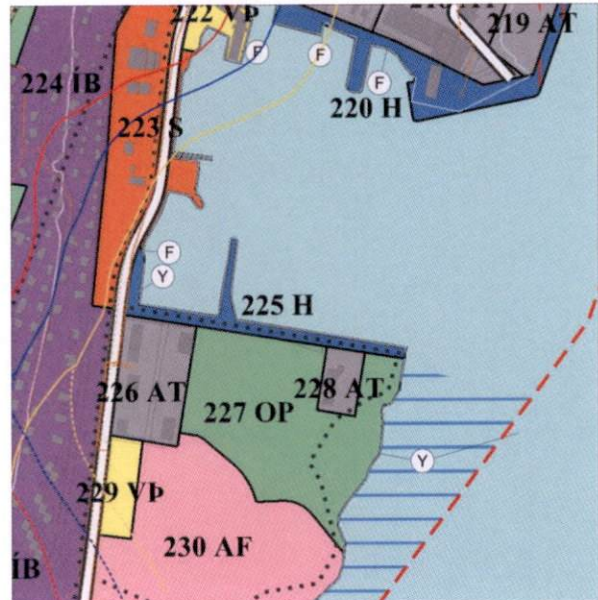 222 VÞ
219 AT
F
F
F
224 ÍB
220 H
223 S
F
Y
225 H
226 AT
228 AT
227 OP
Y
229 VÞ
230 AF
ÍB